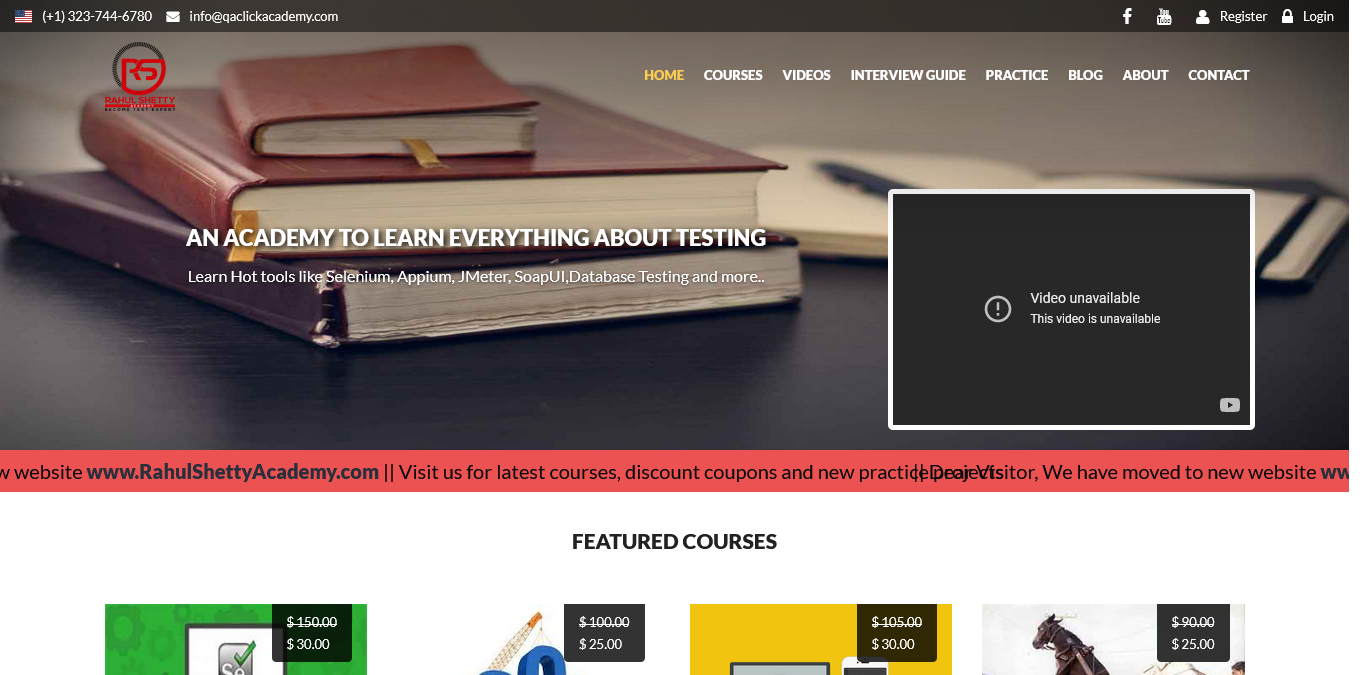 (+1) 323-744-6780 info@qaclickacademy.com
Register Login
RS
RAHUL SHETTY
ACADEMY
BECOME TEST EXPERT
HOME COURSES VIDEOS INTERVIEW GUIDE PRACTICE BLOG ABOUT CONTACT
AN ACADEMY TO LEARN EVERYTHING ABOUT TESTING
Learn Hot tools like Selenium, Appium, JMeter, SoapUI,Database Testing and more..
Video unavailable
This video is unavailable
w website www.RahulShettyAcademy.com || Visit us for latest courses, discount coupons and new practice Projects
|| Dear Visitor, We have moved to new website ww
FEATURED COURSES
$ 150.00
$ 30.00
$ 100.00
$ 25.00
$ 105.00
$ 30.00
$ 90.00
$ 25.00
Se